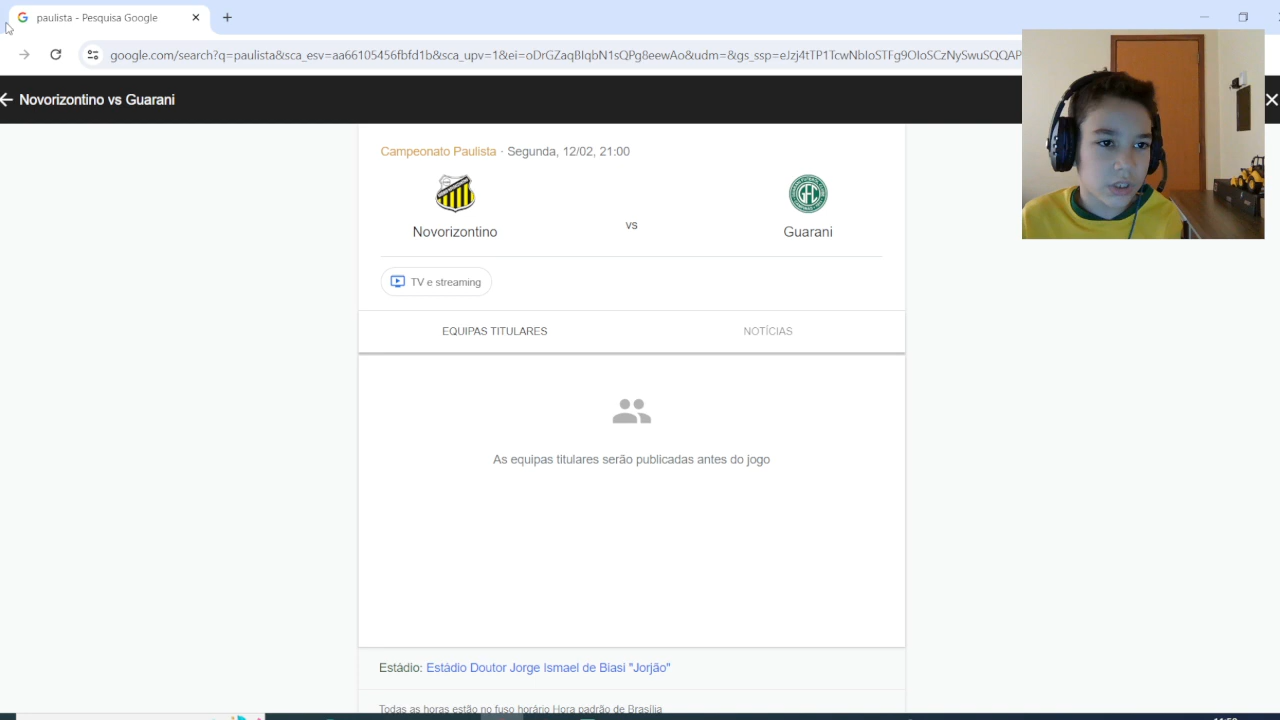 paulista - Pesquisa Google
google.com/search?q=paulista&sca_esv=aa66105456fbfaf1b&sca_upv=1&ei=oDrGZaqBIqbN1sQPg8eewAo&udm=&gs_ssp=eJzj4tTP1TcwNbIoSTFg9OIoSCzNySwuSQQAP
Novorizontino vs Guarani
Campeonato Paulista · Segunda, 12/02, 21:00
Novorizontino
vs
Guarani
TV e streaming
EQUIPAS TITULARES
NOTÍCIAS
As equipas titulares serão publicadas antes do jogo
Estádio: Estádio Doutor Jorge Ismael de Biasi "Jorjão"
Todas as horas estão no fuso horário Hora padrão de Brasília